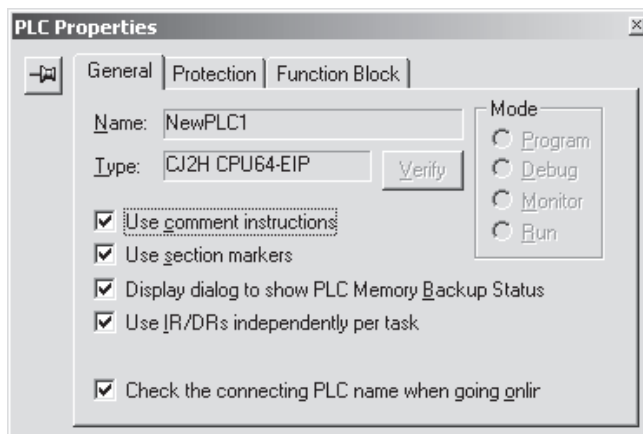 PLC Properties
General Protection Function Block
Name: NewPLC1
Type: CJ2H CPU64-EIP Verify
Mode
Program
Debug
Monitor
Run
Use comment instructions
Use section markers
Display dialog to show PLC Memory Backup Status
Use IR/DRs independently per task
Check the connecting PLC name when going onlir